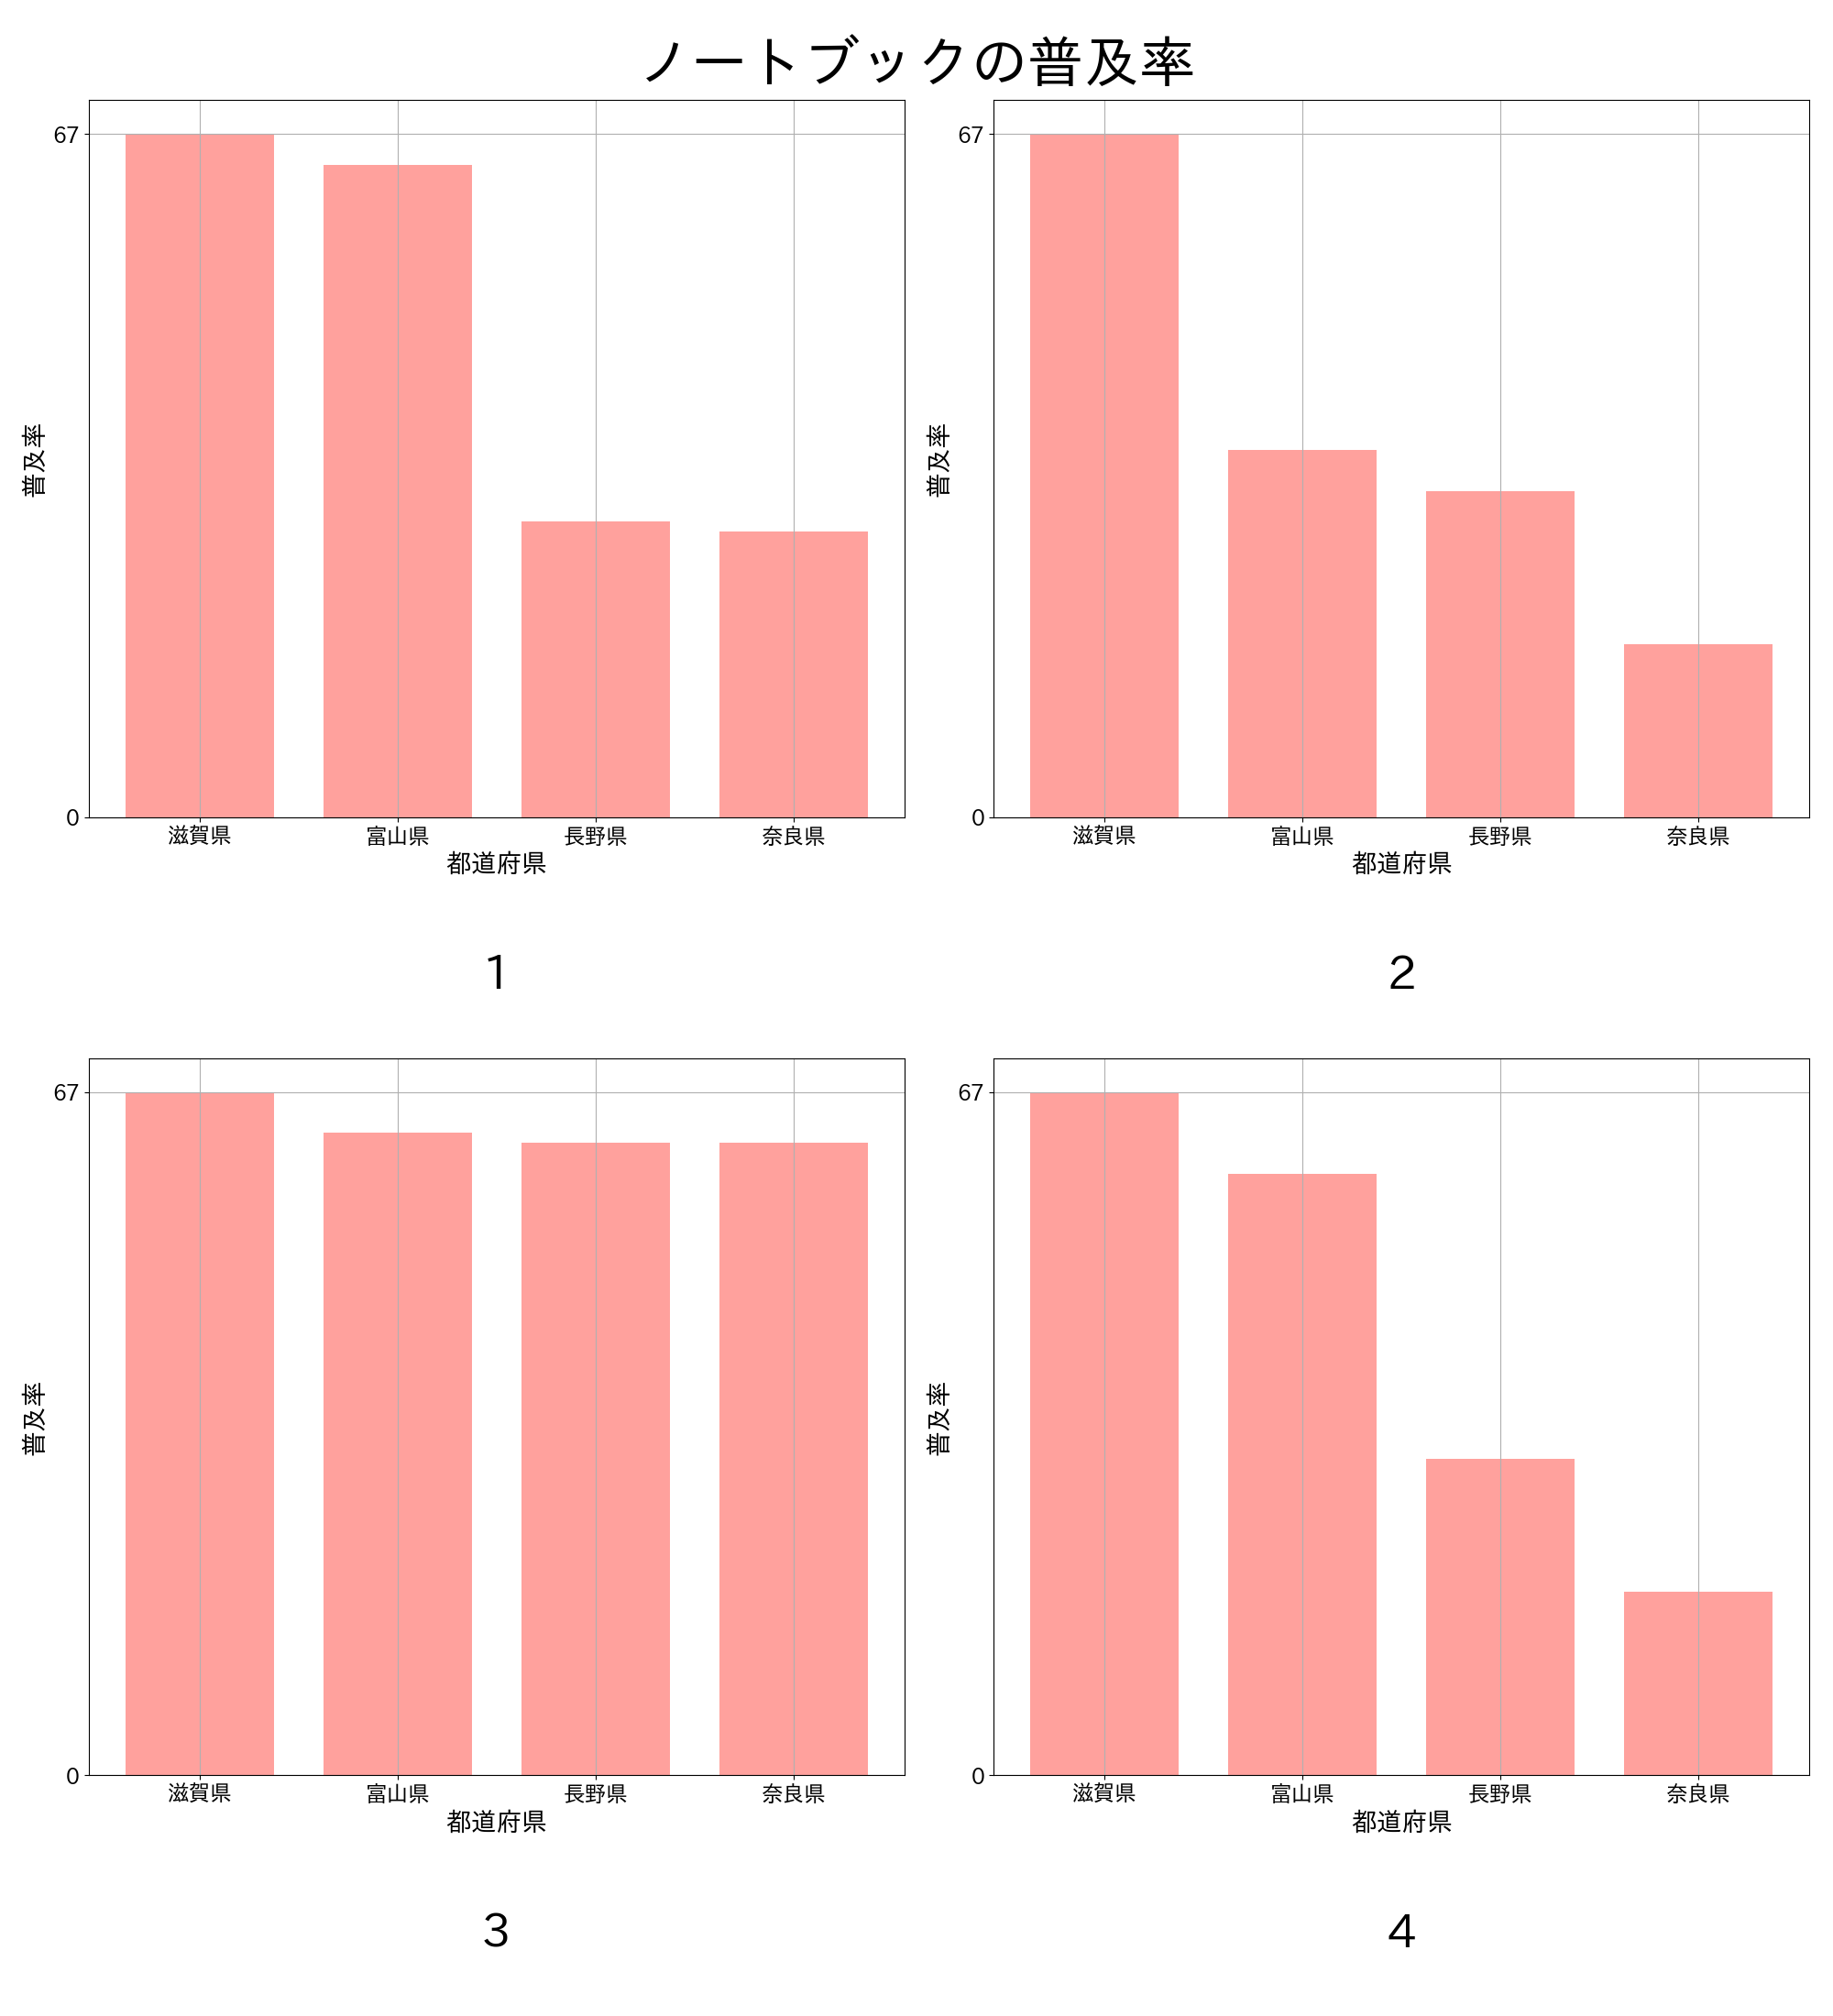 ノートブックの普及率
67
0
普及率
滋賀県 富山県 長野県 奈良県
都道府県
1
67
0
普及率
滋賀県 富山県 長野県 奈良県
都道府県
2
67
0
普及率
滋賀県 富山県 長野県 奈良県
都道府県
3
67
0
普及率
滋賀県 富山県 長野県 奈良県
都道府県
4